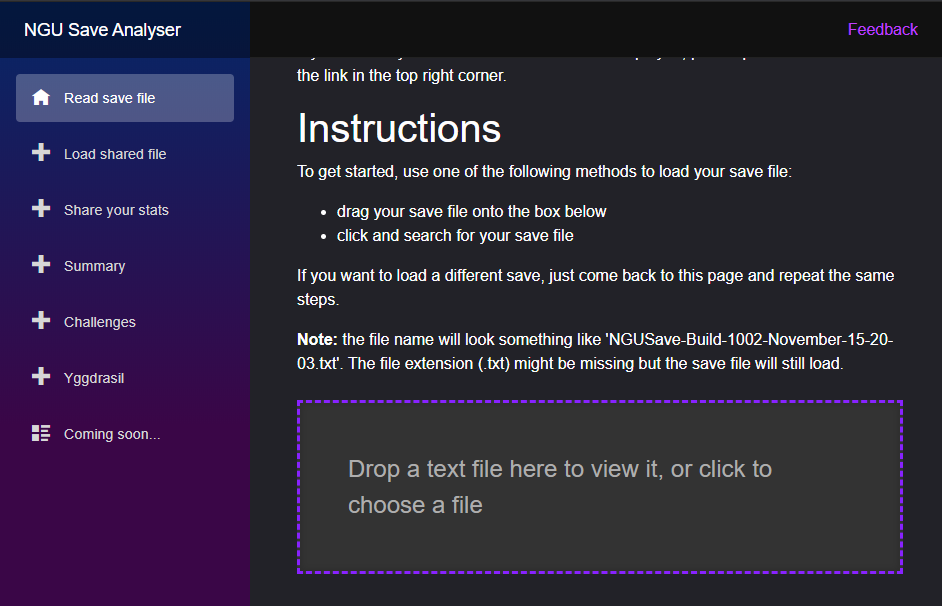 NGU Save Analyser
Feedback
Read save file
Load shared file
Share your stats
Summary
Challenges
Yggdrasil
Coming soon...
the link in the top right corner.
Instructions
To get started, use one of the following methods to load your save file:
• drag your save file onto the box below
• click and search for your save file
If you want to load a different save, just come back to this page and repeat the same
steps.
Note: the file name will look something like 'NGUSave-Build-1002-November-15-20-
03.txt'. The file extension (.txt) might be missing but the save file will still load.
Drop a text file here to view it, or click to
choose a file